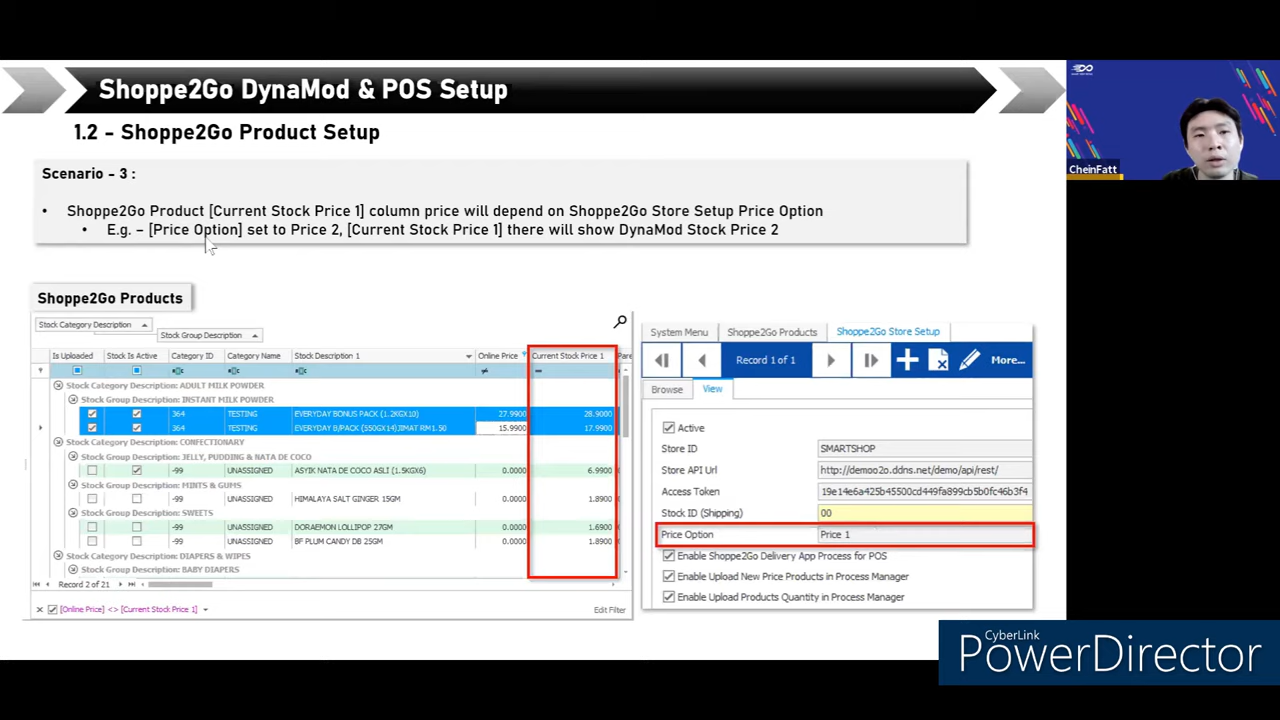 Shoppe2Go DynaMod & POS Setup
1.2 - Shoppe2Go Product Setup
Scenario - 3 :
• Shoppe2Go Product [Current Stock Price 1] column price will depend on Shoppe2Go Store Setup Price Option
• E.g. – [Price Option] set to Price 2, [Current Stock Price 1] there will show DynaMod Stock Price 2
CheinFatt
Shoppe2Go Products
Stock Category Description
Stock Group Description
Is Uploaded Stock Is Active Category ID Category Name Stock Description 1 Online Price Current Stock Price 1 Pare
Stock Category Description: ADULT MILK POWDER
Stock Group Description: INSTANT MILK POWDER
364 TESTING EVERYDAY BONUS PACK (1.2KGX10) 27.9900 28.9000
364 TESTING EVERYDAY B/PACK (550GX14)JIMAT RM1.50 15.9900 17.9900
Stock Category Description: CONFECTIONARY
Stock Group Description: JELLY, PUDDING & NATA DE COCO
-99 UNASSIGNED ASYIK NATA DE COCO ASLI (1.5KGX6) 0.0000 6.9900
Stock Group Description: MINTS & GUMS
-99 UNASSIGNED HIMALAYA SALT GINGER 15GM 0.0000 1.8900
Stock Group Description: SWEETS
-99 UNASSIGNED DORAEMON LOLLIPOP 27GM 0.0000 1.6900
-99 UNASSIGNED BF PLUM CANDY DB 25GM 0.0000 1.8900
Stock Category Description: DIAPERS & WIPES
Stock Group Description: BABY DIAPERS
Record 2 of 21
[Online Price] <> [Current Stock Price 1]
Edit Filter
System Menu Shoppe2Go Products Shoppe2Go Store Setup
Record 1 of 1 More...
Browse View
Active
Store ID SMARTSHOP
Store API Url http://demoo2o.ddns.net/demo/api/rest/
Access Token 19e14e6a425b45500cd449fa899cb5b0fc46b3f4
Stock ID (Shipping) 00
Price Option Price 1
Enable Shoppe2Go Delivery App Process for POS
Enable Upload New Price Products in Process Manager
Enable Upload Products Quantity in Process Manager
CyberLink
PowerDirector